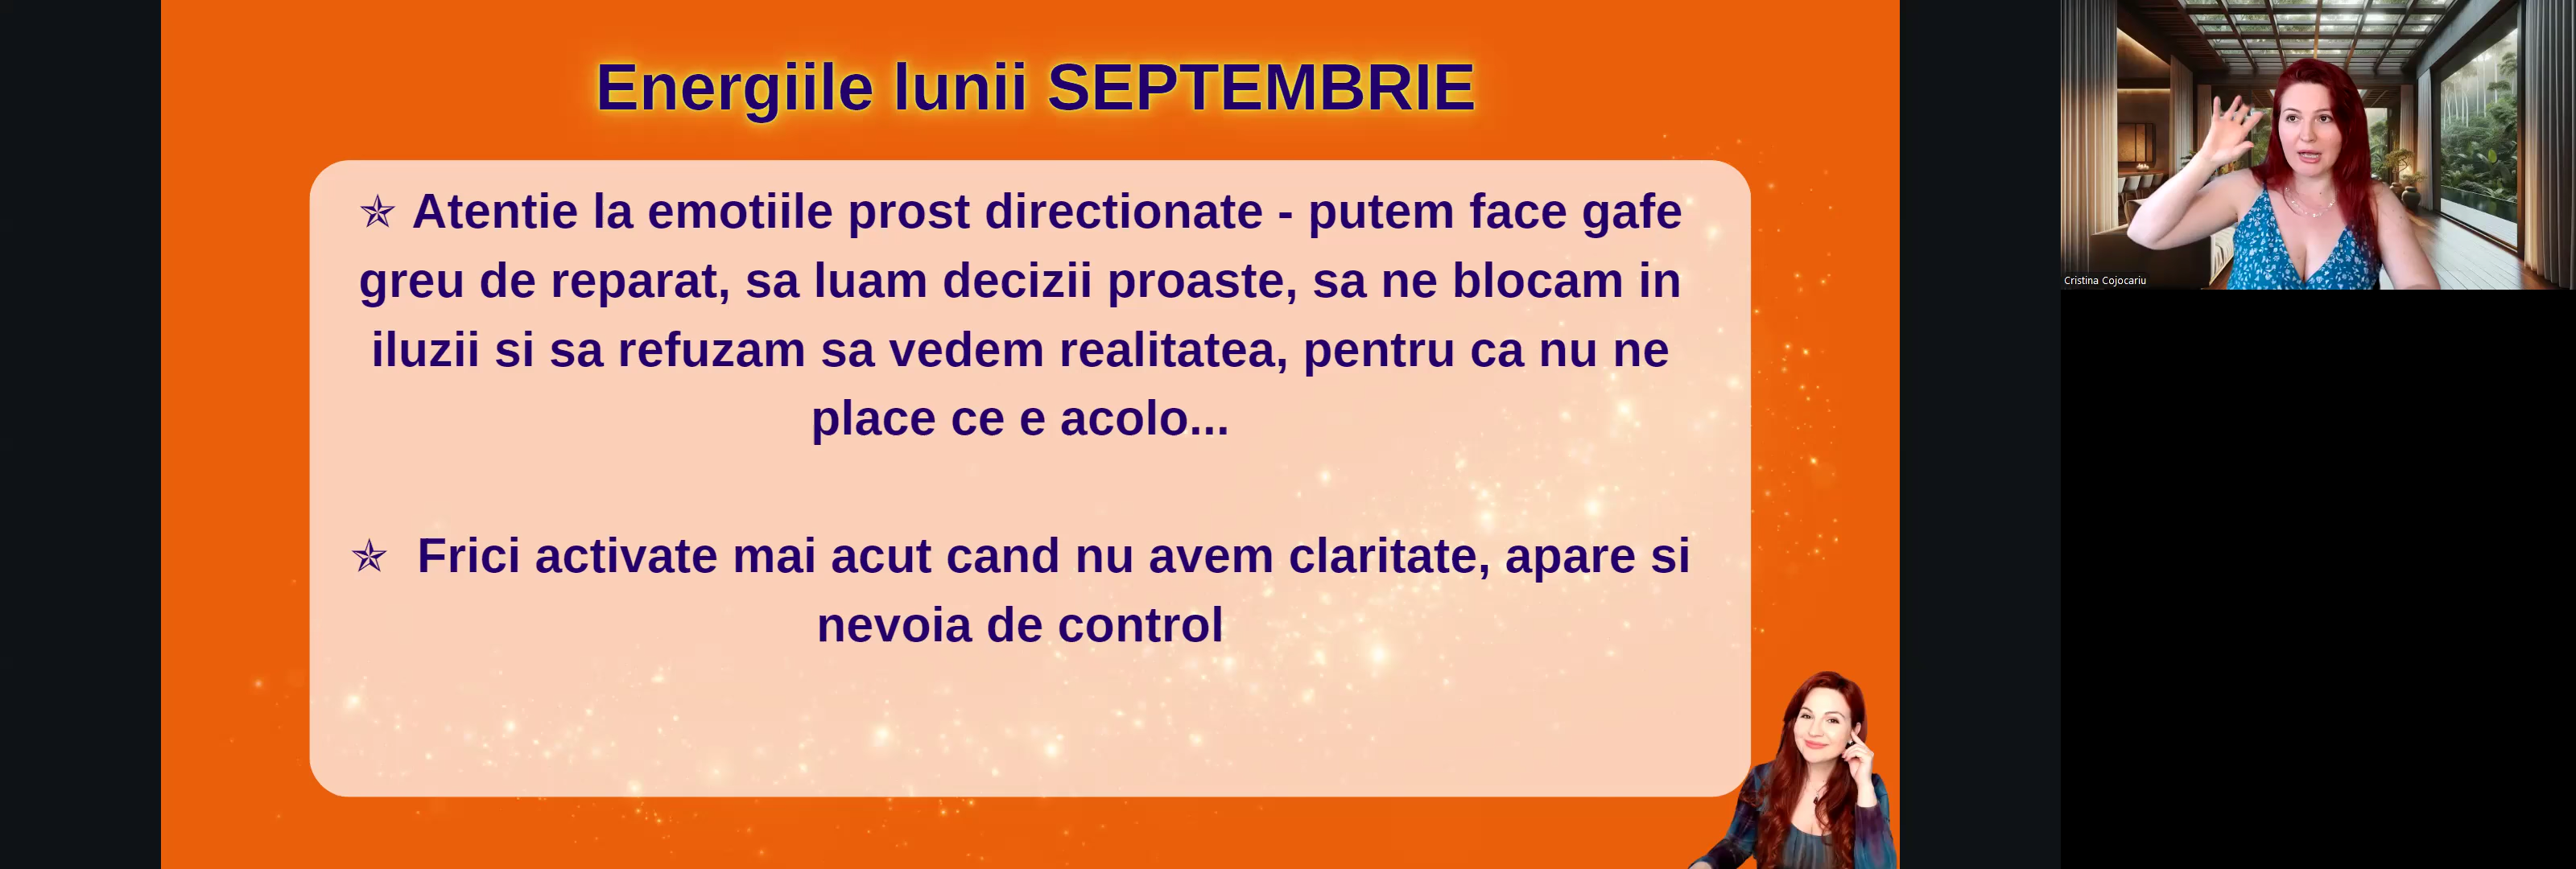 Energiile lunii SEPTEMBRIE
✯ Atentie la emotiile prost directionate - putem face gafe
greu de reparat, sa luam decizii proaste, sa ne blocam in
iluzii si sa refuzam sa vedem realitatea, pentru ca nu ne
place ce e acolo...
✯ Frici activate mai acut cand nu avem claritate, apare si
nevoia de control
Cristina Cojocariu